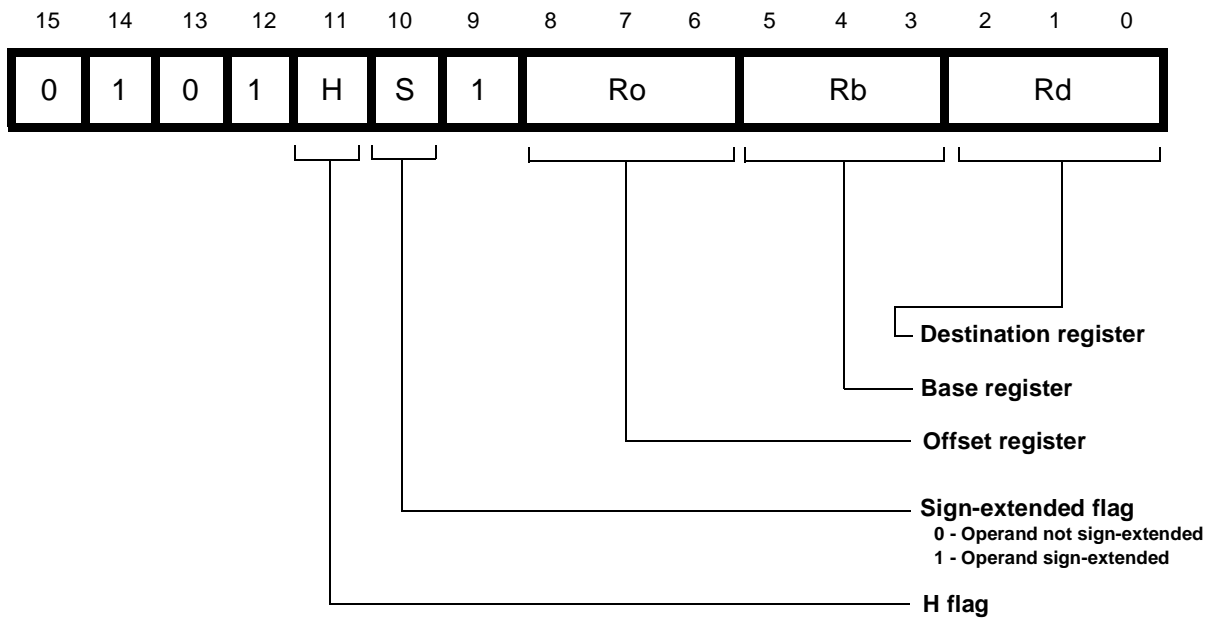 15 14 13 12 11 10 9 8 7 6 5 4 3 2 1 0
0 1 0 1 H S 1 Ro Rb Rd
Destination register
Base register
Offset register
Sign-extended flag
0 - Operand not sign-extended
1 - Operand sign-extended
H flag